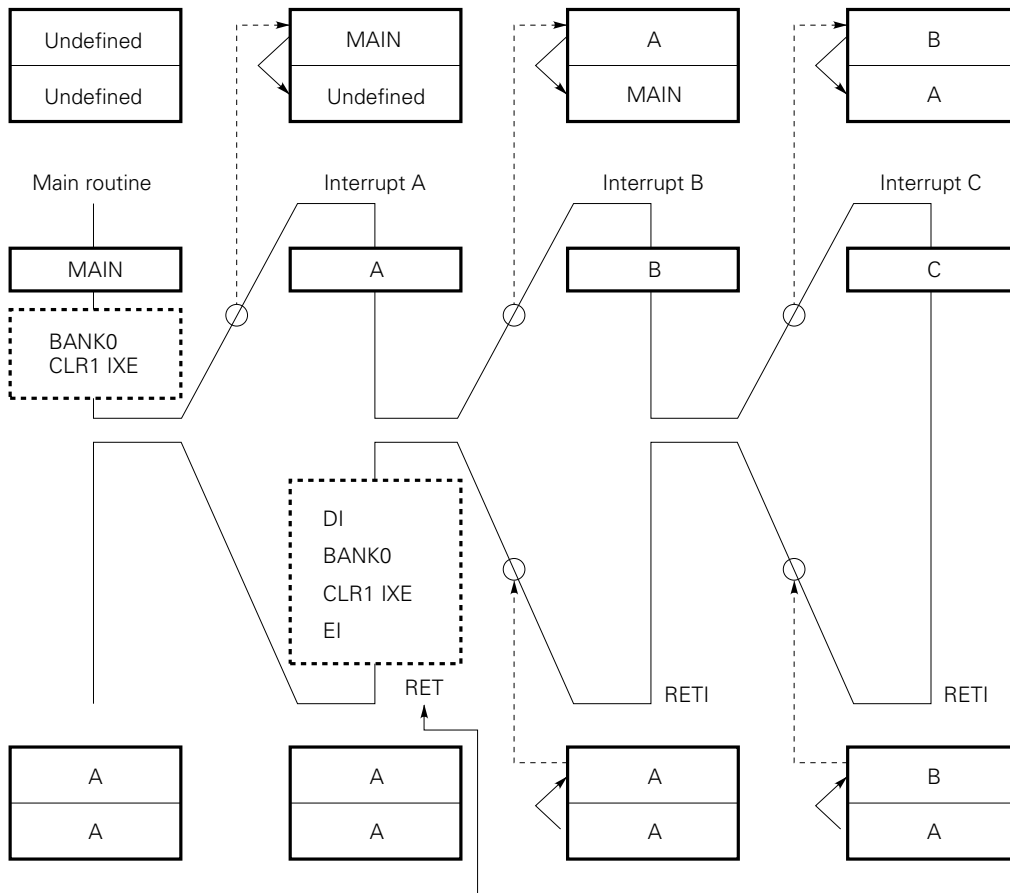 Undefined
Undefined
MAIN
Undefined
A
MAIN
B
A
Main routine
Interrupt A
Interrupt B
Interrupt C
MAIN
A
B
C
BANK0
CLR1 IXE
DI
BANK0
CLR1 IXE
EI
RET
RETI
RETI
A
A
A
A
A
A
B
A